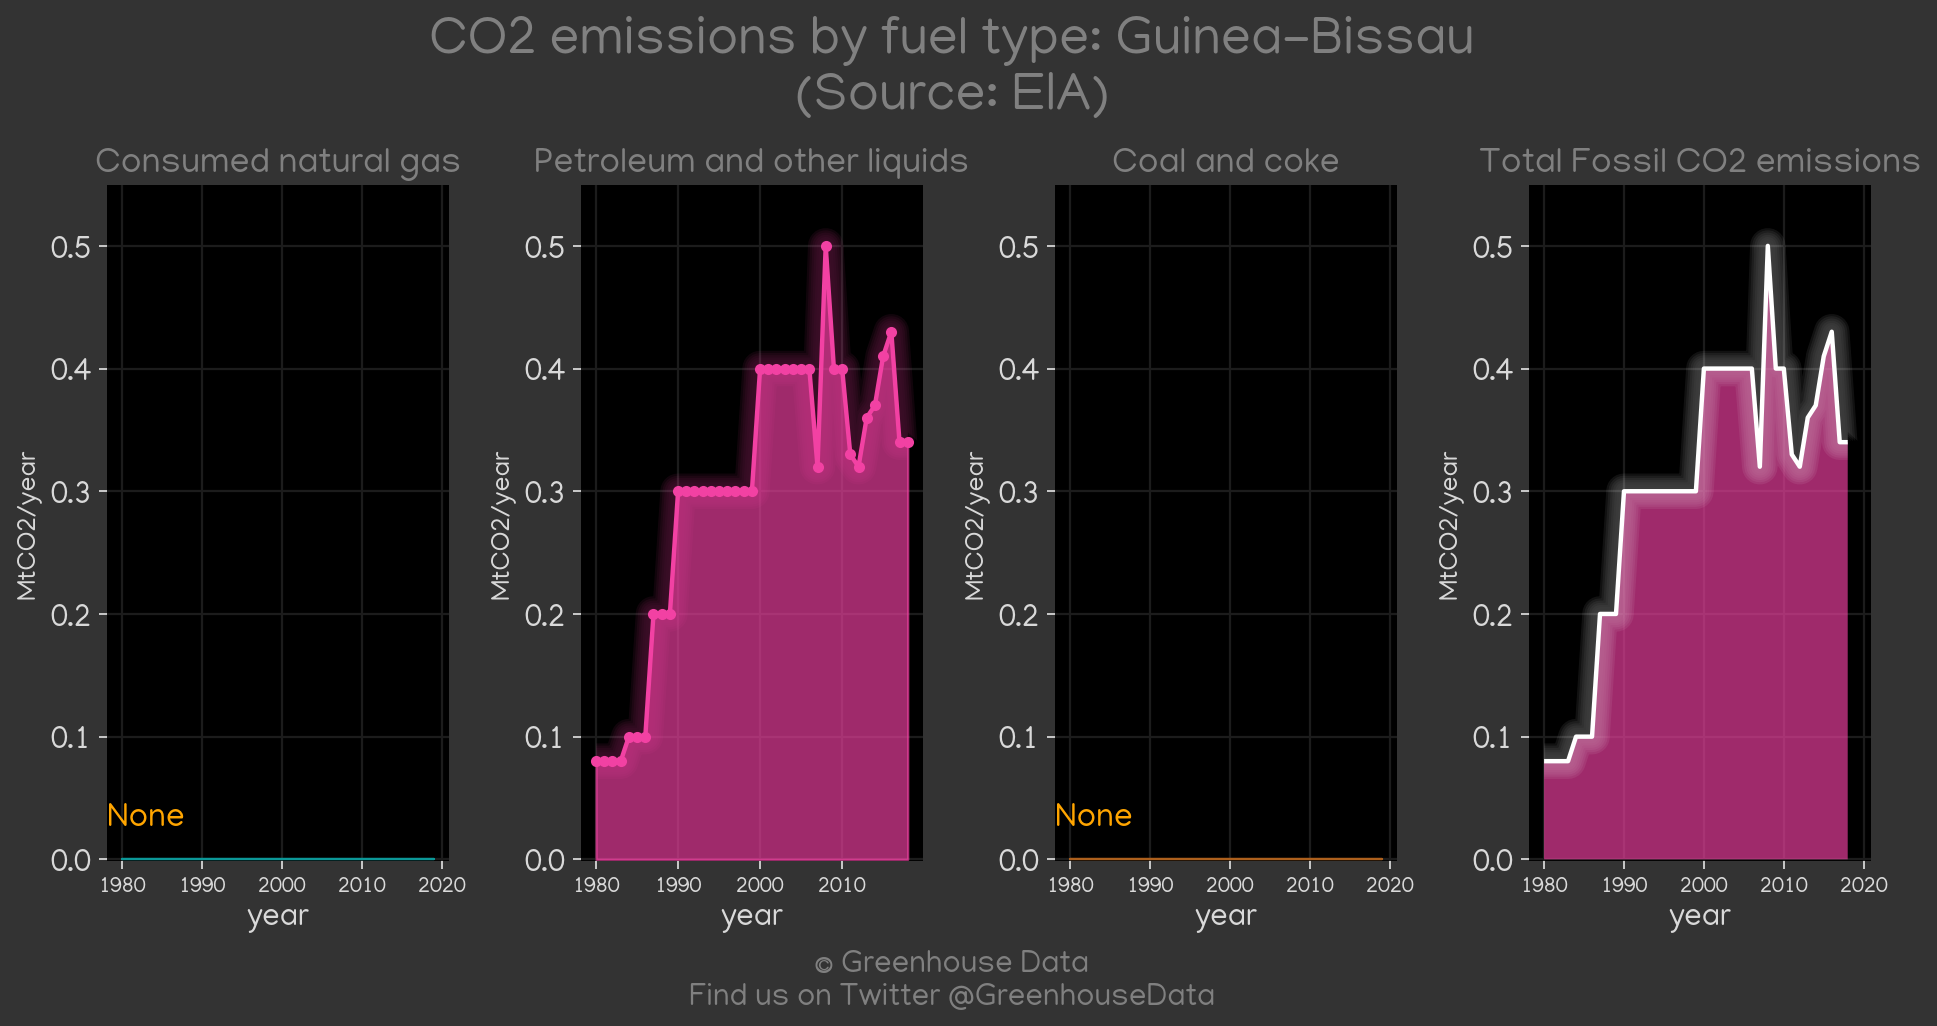 CO2 emissions by fuel type: Guinea-Bissau
(Source: EIA)
Consumed natural gas
Petroleum and other liquids
Coal and coke
Total Fossil CO2 emissions
MtCO2/year
0.5
0.4
0.3
0.2
0.1
0.0
None
1980 1990 2000 2010 2020
year
MtCO2/year
0.5
0.4
0.3
0.2
0.1
0.0
1980 1990 2000 2010
year
MtCO2/year
0.5
0.4
0.3
0.2
0.1
0.0
None
1980 1990 2000 2010 2020
year
MtCO2/year
0.5
0.4
0.3
0.2
0.1
0.0
1980 1990 2000 2010 2020
year
© Greenhouse Data
Find us on Twitter @GreenhouseData